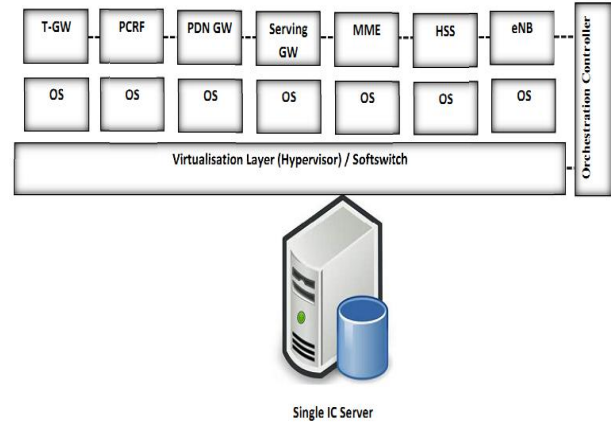 T-GW PCRF PDN GW Serving GW MME HSS eNB
OS OS OS OS OS OS OS
Virtualisation Layer (Hypervisor) / Softswitch
Orchestration Controller
Single IC Server